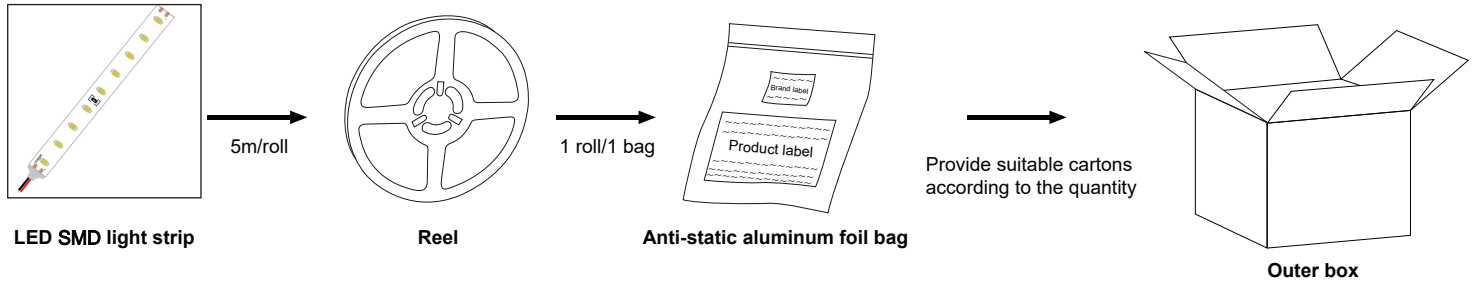 5m/roll
1 roll/1 bag
Brand label
Product label
Provide suitable cartons
according to the quantity
LED SMD light strip
Reel
Anti-static aluminum foil bag
Outer box